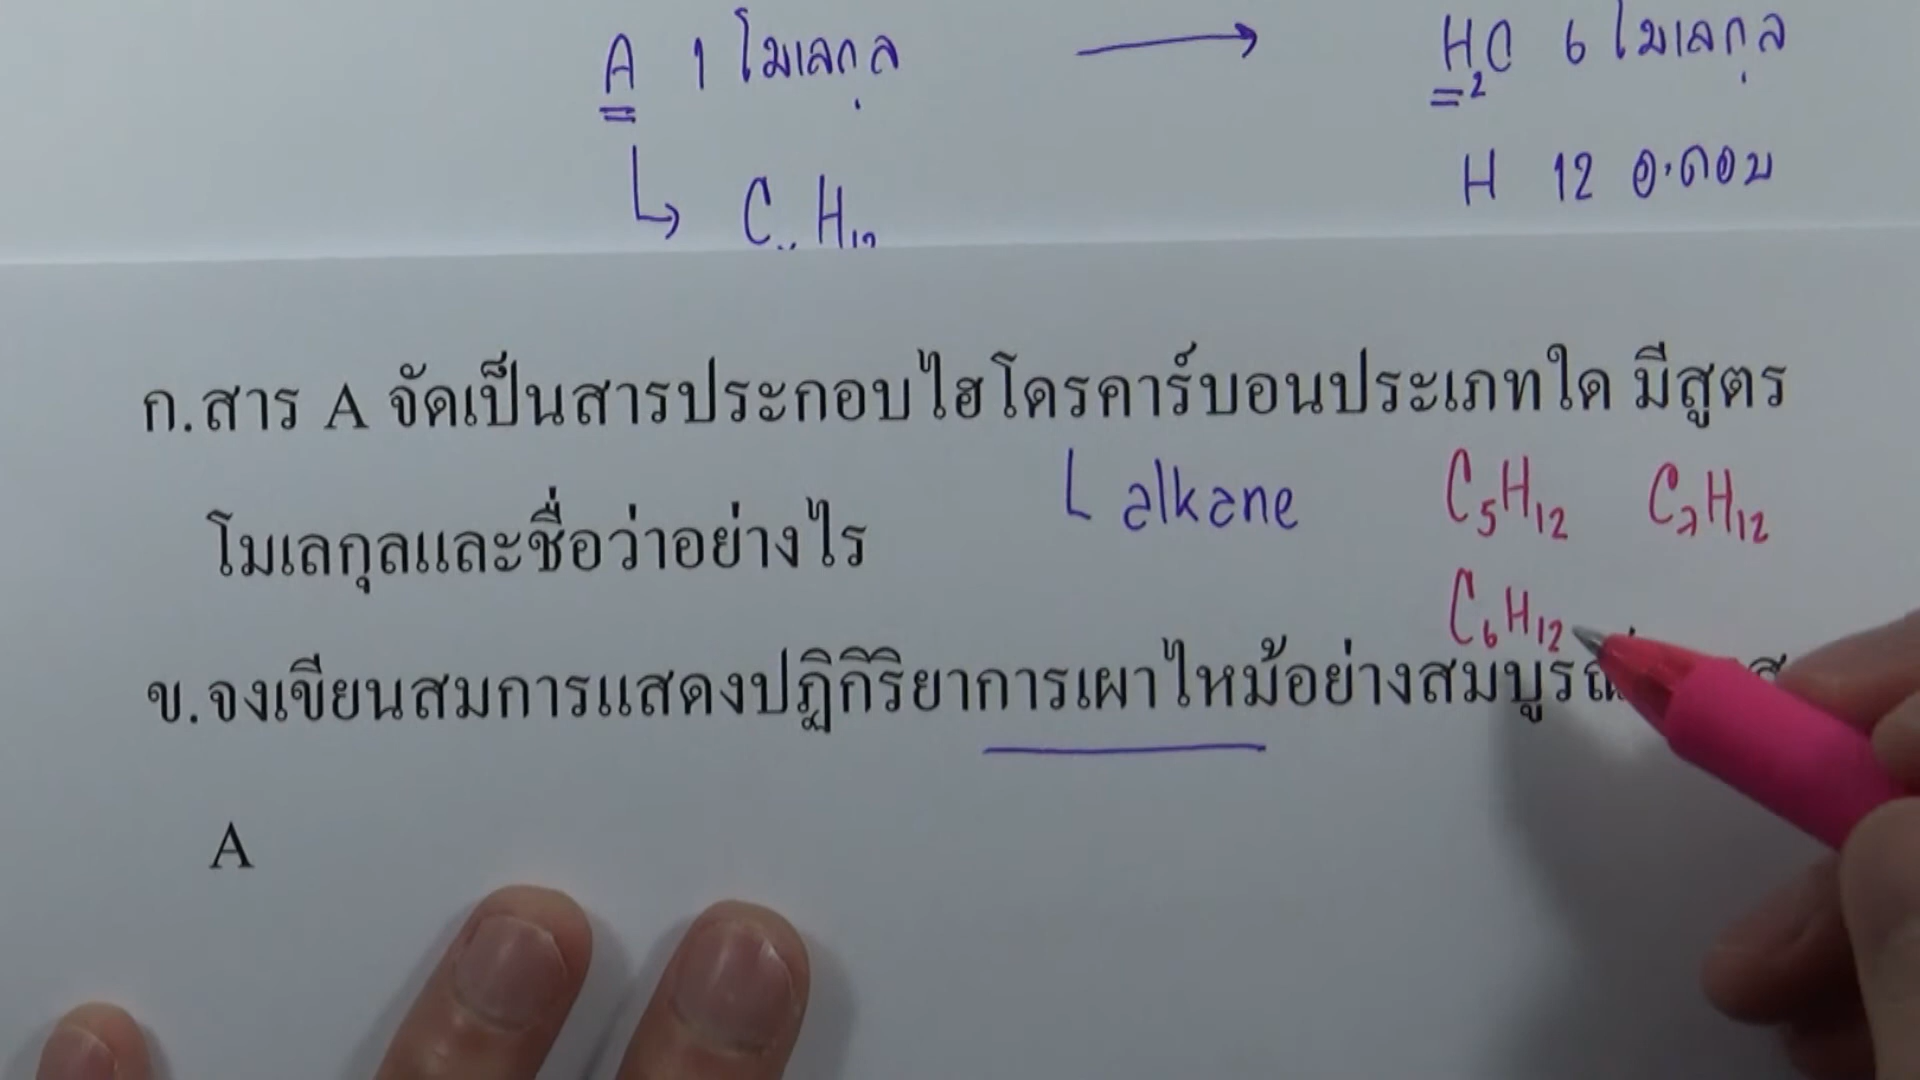 A 1 โมเลกุล → H₂O 6 โมเลกุล
H 12 อะตอม
↳ C H₁₂
ก.สาร A จัดเป็นสารประกอบไฮโดรคาร์บอนประเภทใด มีสูตร
alkane C₅H₁₂ C₇H₁₂
โมเลกุลและชื่อว่าอย่างไร
C₆H₁₂
ข.จงเขียนสมการแสดงปฏิกิริยาการเผาไหม้อย่างสมบูรณ์
A